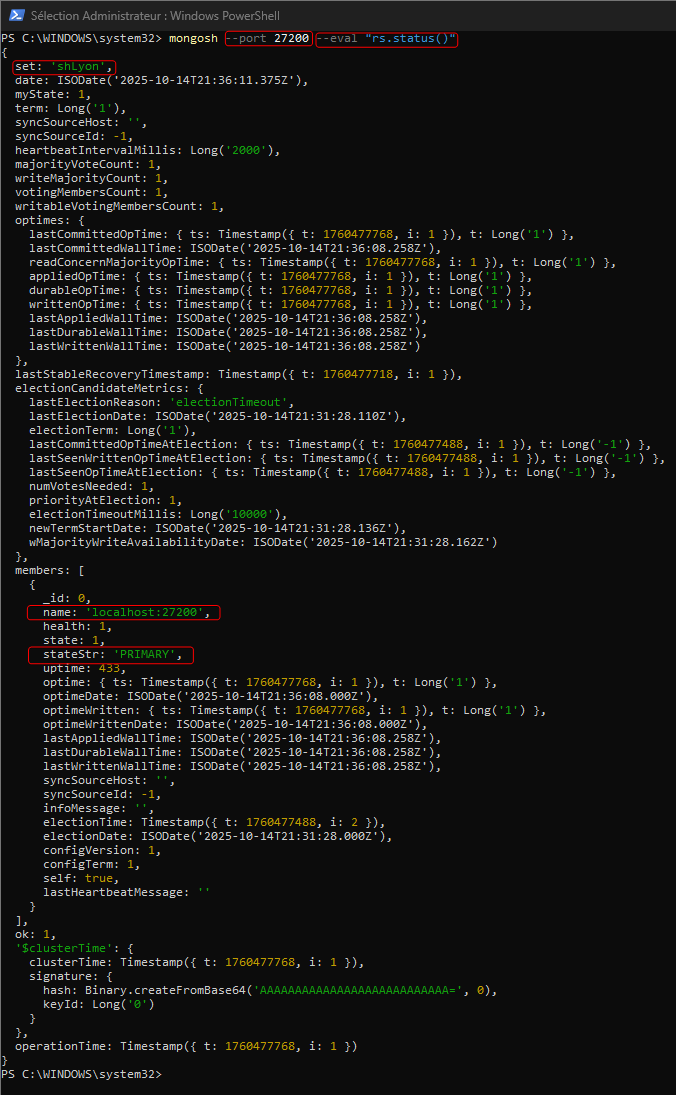 Sélection Administrateur : Windows PowerShell
PS C:\WINDOWS\system32> mongosh --port 27200 --eval "rs.status()"
{
  set: 'shLyon',
  date: ISODate('2025-10-14T21:36:11.375Z'),
  myState: 1,
  term: Long('1'),
  syncSourceHost: '',
  syncSourceId: -1,
  heartbeatIntervalMillis: Long('2000'),
  majorityVoteCount: 1,
  writeMajorityCount: 1,
  votingMembersCount: 1,
  writableVotingMembersCount: 1,
  optimes: {
    lastCommittedOpTime: { ts: Timestamp({ t: 1760477768, i: 1 }), t: Long('1') },
    lastCommittedWallTime: ISODate('2025-10-14T21:36:08.258Z'),
    readConcernMajorityOpTime: { ts: Timestamp({ t: 1760477768, i: 1 }), t: Long('1') },
    appliedOpTime: { ts: Timestamp({ t: 1760477768, i: 1 }), t: Long('1') },
    durableOpTime: { ts: Timestamp({ t: 1760477768, i: 1 }), t: Long('1') },
    writtenOpTime: { ts: Timestamp({ t: 1760477768, i: 1 }), t: Long('1') },
    lastAppliedWallTime: ISODate('2025-10-14T21:36:08.258Z'),
    lastDurableWallTime: ISODate('2025-10-14T21:36:08.258Z'),
    lastWrittenWallTime: ISODate('2025-10-14T21:36:08.258Z')
  },
  lastStableRecoveryTimestamp: Timestamp({ t: 1760477718, i: 1 }),
  electionCandidateMetrics: {
    lastElectionReason: 'electionTimeout',
    lastElectionDate: ISODate('2025-10-14T21:31:28.110Z'),
    electionTerm: Long('1'),
    lastCommittedOpTimeAtElection: { ts: Timestamp({ t: 1760477488, i: 1 }), t: Long('-1') },
    lastSeenWrittenOpTimeAtElection: { ts: Timestamp({ t: 1760477488, i: 1 }), t: Long('-1') },
    lastSeenOpTimeAtElection: { ts: Timestamp({ t: 1760477488, i: 1 }), t: Long('-1') },
    numVotesNeeded: 1,
    priorityAtElection: 1,
    electionTimeoutMillis: Long('10000'),
    newTermStartDate: ISODate('2025-10-14T21:31:28.136Z'),
    wMajorityWriteAvailabilityDate: ISODate('2025-10-14T21:31:28.162Z')
  },
  members: [
    {
      _id: 0,
      name: 'localhost:27200',
      health: 1,
      state: 1,
      stateStr: 'PRIMARY',
      uptime: 433,
      optime: { ts: Timestamp({ t: 1760477768, i: 1 }), t: Long('1') },
      optimeDate: ISODate('2025-10-14T21:36:08.000Z'),
      optimeWritten: { ts: Timestamp({ t: 1760477768, i: 1 }), t: Long('1') },
      optimeWrittenDate: ISODate('2025-10-14T21:36:08.000Z'),
      lastAppliedWallTime: ISODate('2025-10-14T21:36:08.258Z'),
      lastDurableWallTime: ISODate('2025-10-14T21:36:08.258Z'),
      lastWrittenWallTime: ISODate('2025-10-14T21:36:08.258Z'),
      syncSourceHost: '',
      syncSourceId: -1,
      infoMessage: '',
      electionTime: Timestamp({ t: 1760477488, i: 2 }),
      electionDate: ISODate('2025-10-14T21:31:28.000Z'),
      configVersion: 1,
      configTerm: 1,
      self: true,
      lastHeartbeatMessage: ''
    }
  ],
  ok: 1,
  '$clusterTime': {
    clusterTime: Timestamp({ t: 1760477768, i: 1 }),
    signature: {
      hash: Binary.createFromBase64('AAAAAAAAAAAAAAAAAAAAAAAAAAA=', 0),
      keyId: Long('0')
    }
  },
  operationTime: Timestamp({ t: 1760477768, i: 1 })
}
PS C:\WINDOWS\system32>